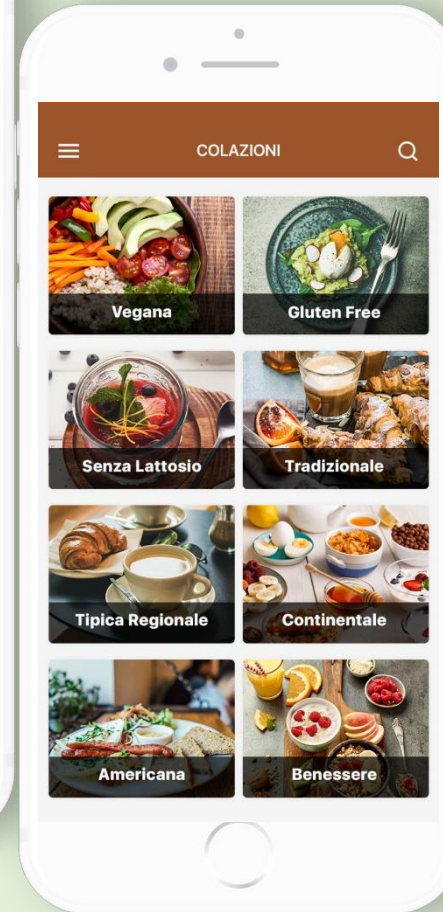 COLAZIONI
Vegana
Gluten Free
Senza Lattosio
Tradizionale
Tipica Regionale
Continentale
Americana
Benessere